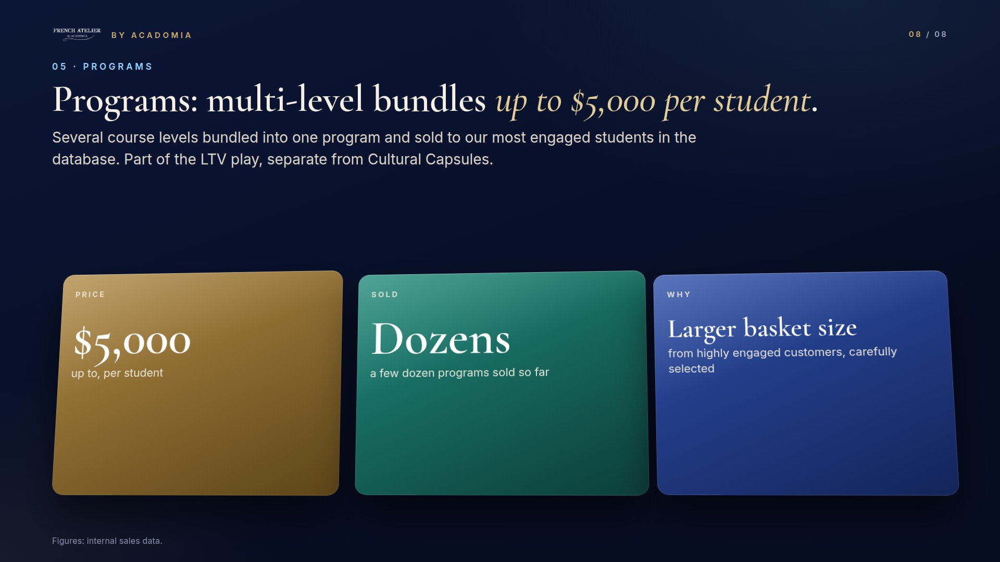 FRENCH ATELIER
by ACADOMIA
BY ACADOMIA
08 / 08
05 · PROGRAMS
Programs: multi-level bundles up to $5,000 per student.
Several course levels bundled into one program and sold to our most engaged students in the
database. Part of the LTV play, separate from Cultural Capsules.
PRICE
$5,000
up to, per student
SOLD
Dozens
a few dozen programs sold so far
WHY
Larger basket size
from highly engaged customers, carefully
selected
Figures: internal sales data.